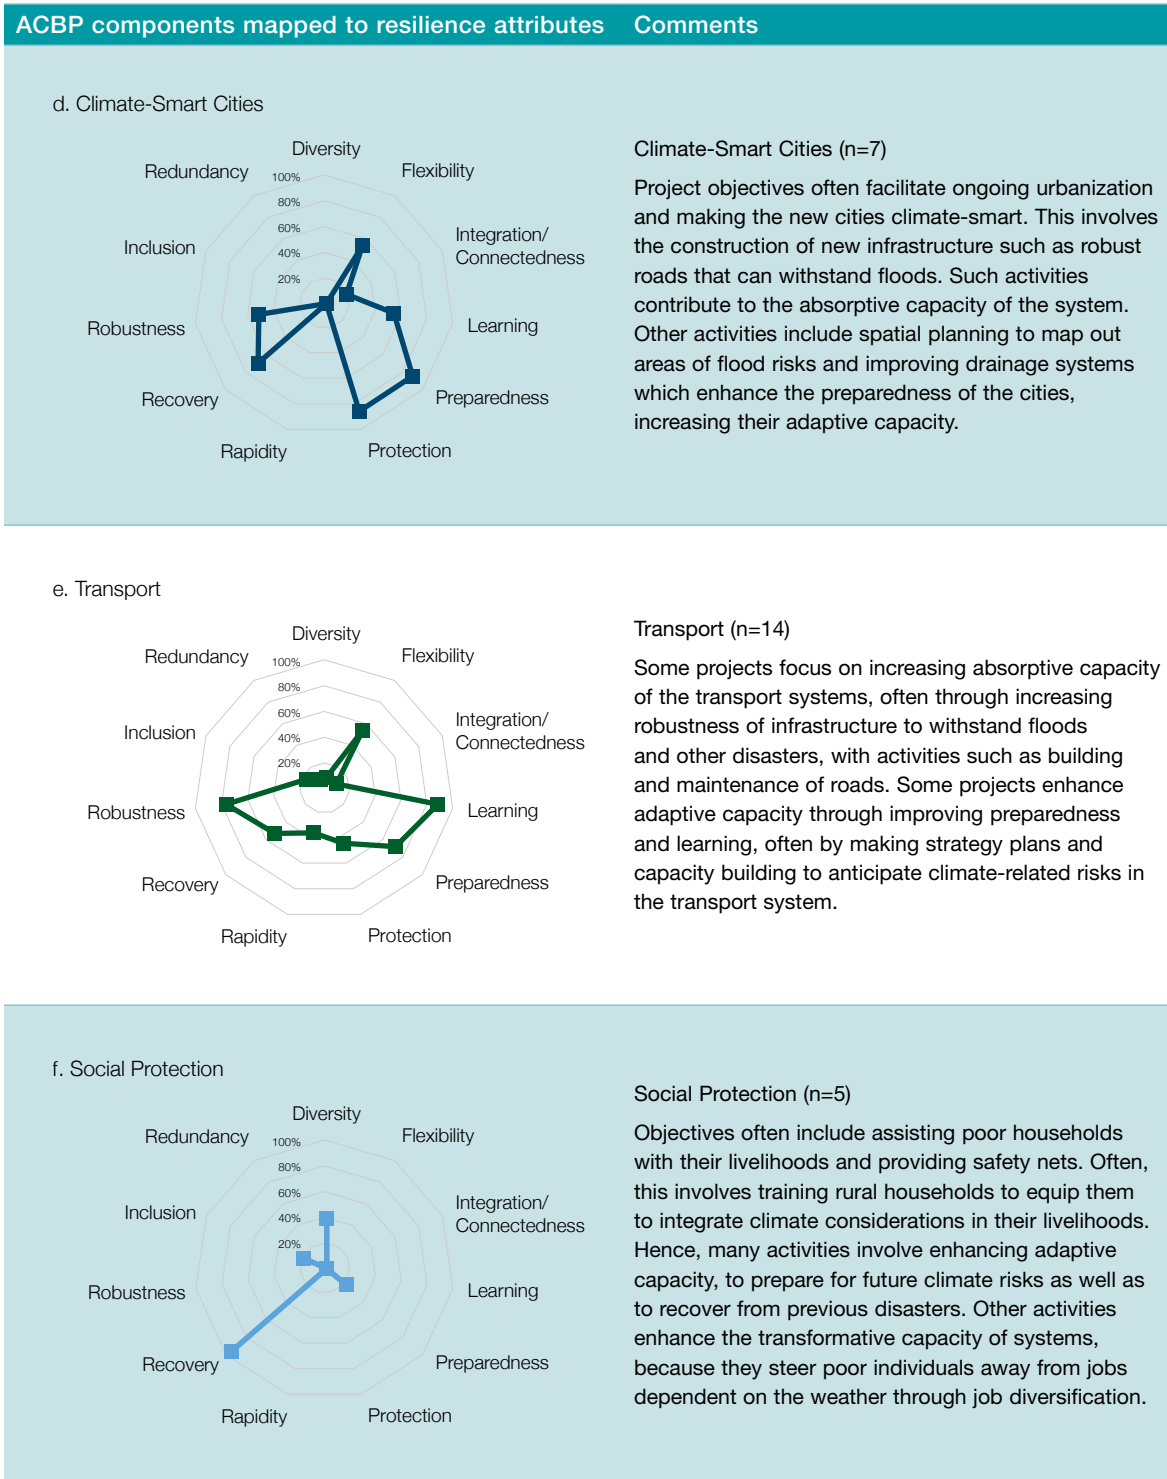 ACBP components mapped to resilience attributes
Comments
d. Climate-Smart Cities
Diversity
Flexibility
Integration/
Connectedness
Learning
Preparedness
Protection
Rapidity
Recovery
Robustness
Inclusion
Redundancy
100%
80%
60%
40%
20%
Climate-Smart Cities (n=7)
Project objectives often facilitate ongoing urbanization
and making the new cities climate-smart. This involves
the construction of new infrastructure such as robust
roads that can withstand floods. Such activities
contribute to the absorptive capacity of the system.
Other activities include spatial planning to map out
areas of flood risks and improving drainage systems
which enhance the preparedness of the cities,
increasing their adaptive capacity.
e. Transport
Diversity
Flexibility
Integration/
Connectedness
Learning
Preparedness
Protection
Rapidity
Recovery
Robustness
Inclusion
Redundancy
100%
80%
60%
40%
20%
Transport (n=14)
Some projects focus on increasing absorptive capacity
of the transport systems, often through increasing
robustness of infrastructure to withstand floods
and other disasters, with activities such as building
and maintenance of roads. Some projects enhance
adaptive capacity through improving preparedness
and learning, often by making strategy plans and
capacity building to anticipate climate-related risks in
the transport system.
f. Social Protection
Diversity
Flexibility
Integration/
Connectedness
Learning
Preparedness
Protection
Rapidity
Recovery
Robustness
Inclusion
Redundancy
100%
80%
60%
40%
20%
Social Protection (n=5)
Objectives often include assisting poor households
with their livelihoods and providing safety nets. Often,
this involves training rural households to equip them
to integrate climate considerations in their livelihoods.
Hence, many activities involve enhancing adaptive
capacity, to prepare for future climate risks as well as
to recover from previous disasters. Other activities
enhance the transformative capacity of systems,
because they steer poor individuals away from jobs
dependent on the weather through job diversification.